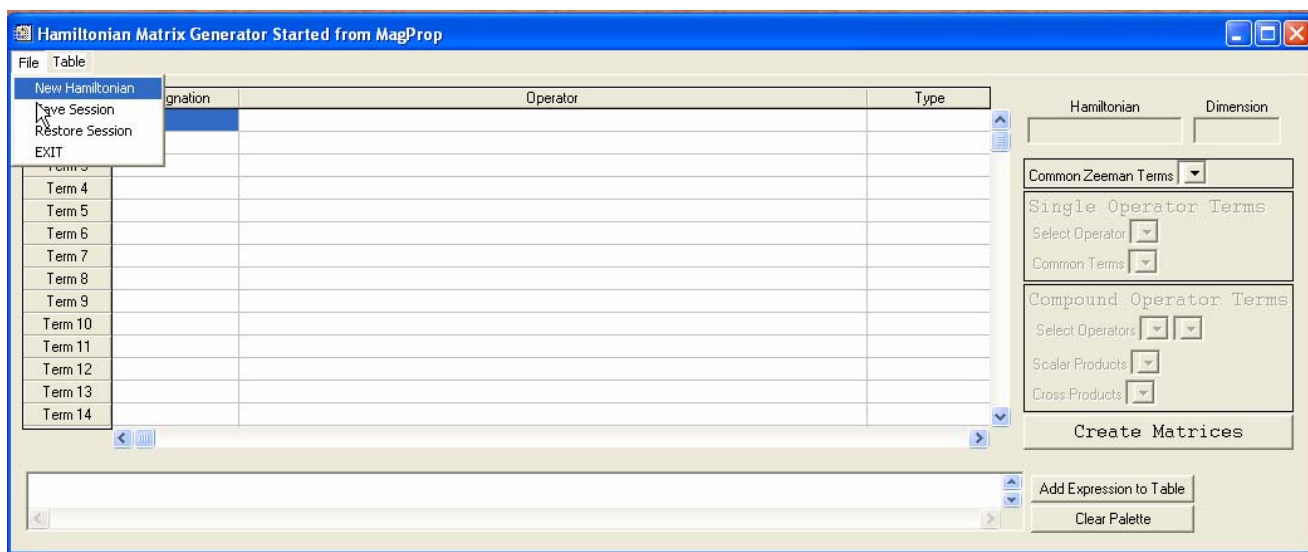 Hamiltonian Matrix Generator Started from MagProp
File Table
New Hamiltonian
Save Session
Restore Session
EXIT
gnation Operator Type
Term 4
Term 5
Term 6
Term 7
Term 8
Term 9
Term 10
Term 11
Term 12
Term 13
Term 14
Hamiltonian Dimension
Common Zeeman Terms
Single Operator Terms
Select Operator
Common Terms
Compound Operator Terms
Select Operators
Scalar Products
Cross Products
Create Matrices
Add Expression to Table
Clear Palette